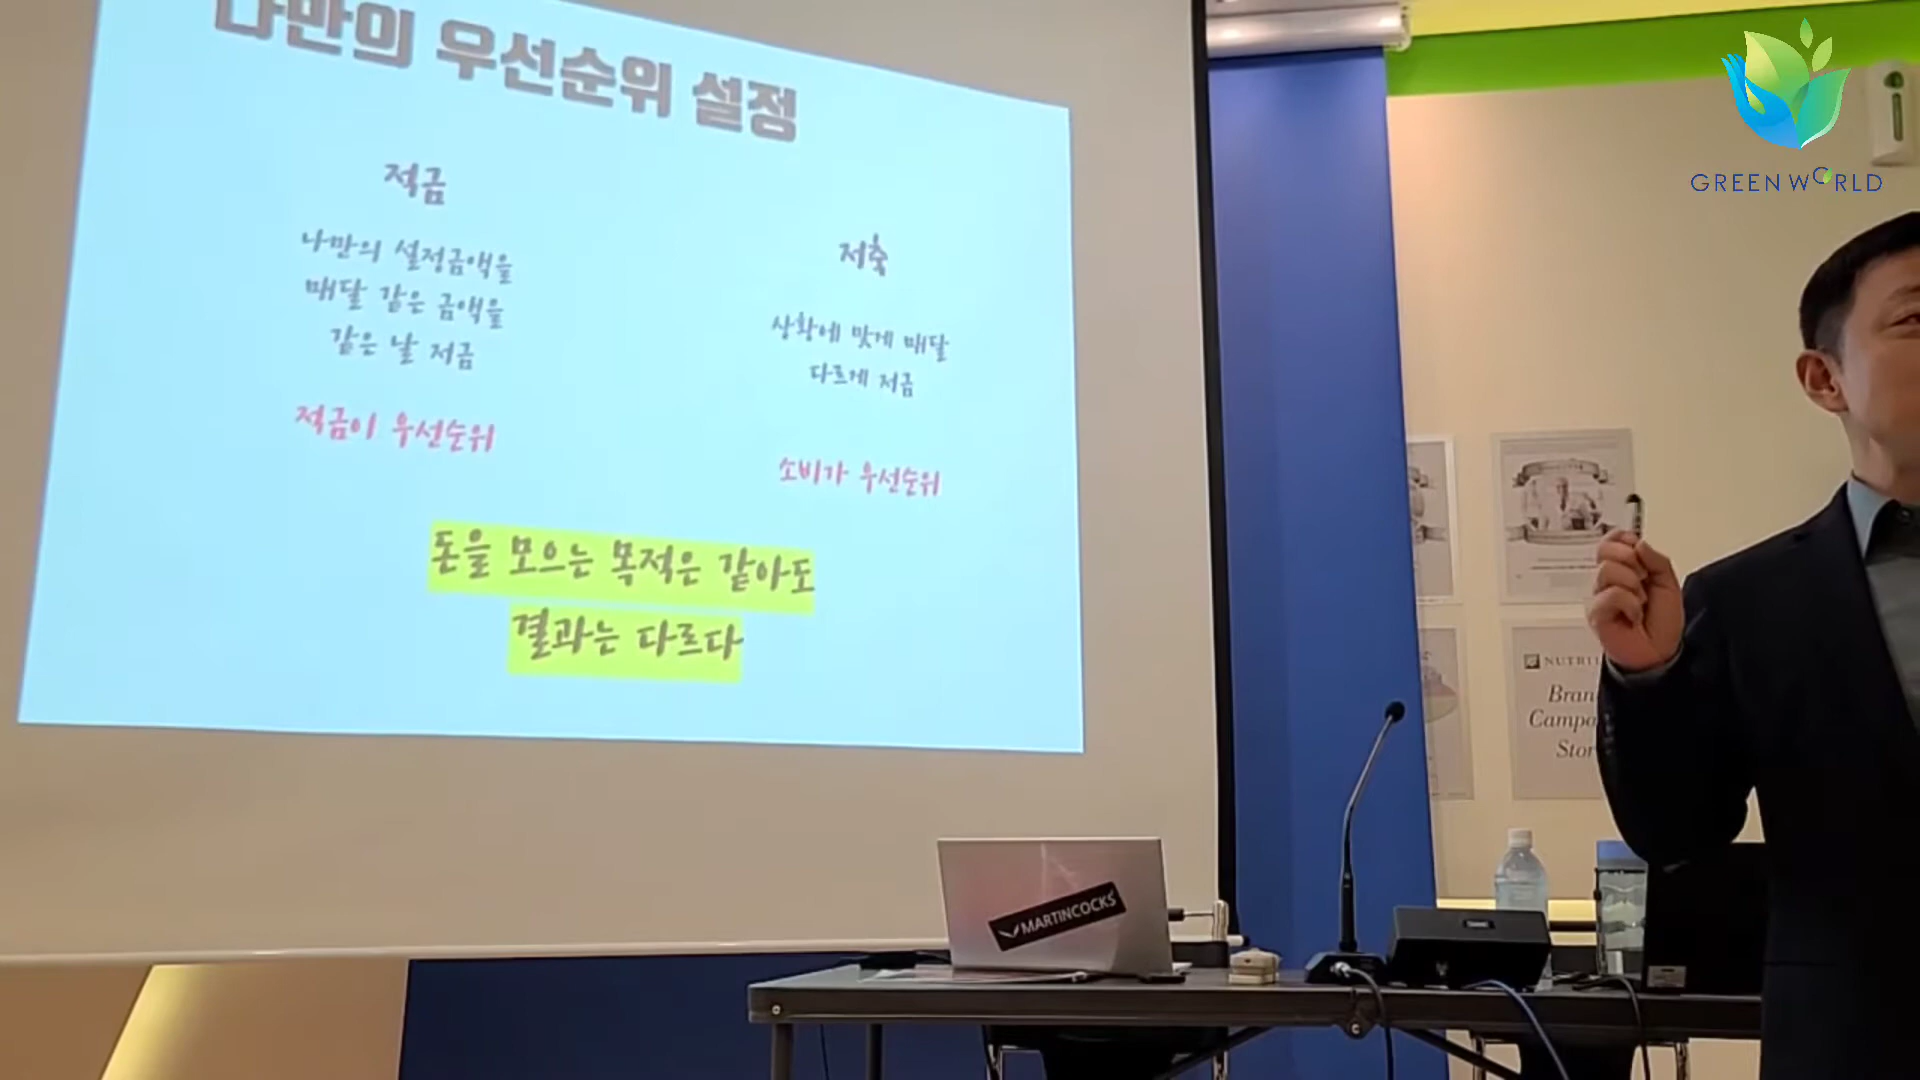 나만의 우선순위 설정
적금
나만의 설정금액을
매달 같은 금액을
같은 날 저금
적금이 우선순위
저축
상황에 맞게 매달
다르게 저금
소비가 우선순위
돈을 모으는 목적은 같아도
결과는 다르다
GREEN WORLD
Campa
MARTINCOCKS